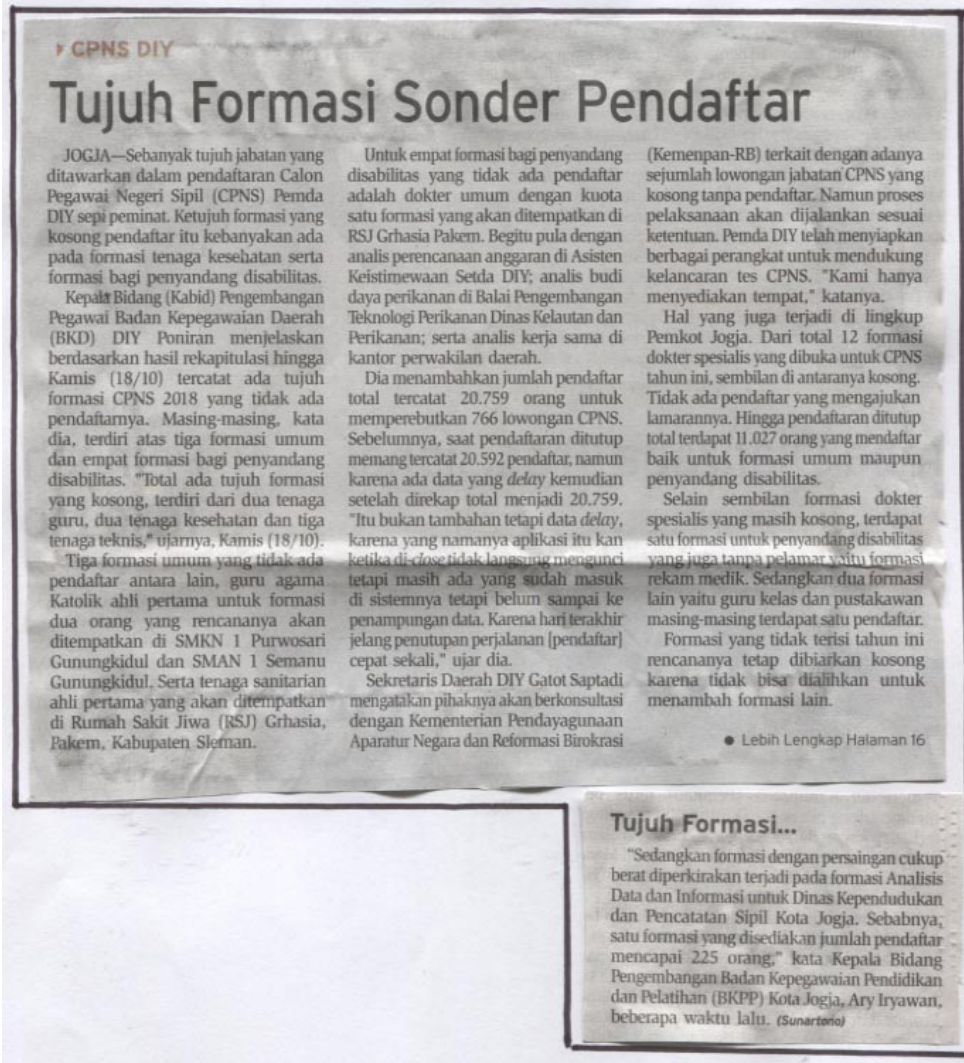 CPNS DIY
Tujuh Formasi Sonder Pendaftar
JOGJA—Sebanyak tujuh jabatan yang
ditawarkan dalam pendaftaran Calon
Pegawai Negeri Sipil (CPNS) Pemda
DIY sepi peminat. Ketujuh formasi yang
kosong pendaftar itu kebanyakan ada
pada formasi tenaga kesehatan serta
formasi bagi penyandang disabilitas.
Kepala Bidang (Kabid) Pengembangan
Pegawai Badan Kepegawaian Daerah
(BKD) DIY Poniran menjelaskan
berdasarkan hasil rekapitulasi hingga
Kamis (18/10) tercatat ada tujuh
formasi CPNS 2018 yang tidak ada
pendaftarnya. Masing-masing, kata
dia, terdiri atas tiga formasi umum
dan empat formasi bagi penyandang
disabilitas. "Total ada tujuh formasi
yang kosong, terdiri dari dua tenaga
guru, dua tenaga kesehatan dan tiga
tenaga teknis," ujarnya, Kamis (18/10).
Tiga formasi umum yang tidak ada
pendaftar antara lain, guru agama
Katolik ahli pertama untuk formasi
dua orang yang rencananya akan
ditempatkan di SMKN 1 Purwosari
Gunungkidul dan SMAN 1 Semanu
Gunungkidul. Serta tenaga sanitarian
ahli pertama yang akan ditempatkan
di Rumah Sakit Jiwa (RSJ) Grhasia,
Pakem, Kabupaten Sleman.
Untuk empat formasi bagi penyandang
disabilitas yang tidak ada pendaftar
adalah dokter umum dengan kuota
satu formasi yang akan ditempatkan di
RSJ Grhasia Pakem. Begitu pula dengan
analis perencanaan anggaran di Asisten
Keistimewaan Setda DIY; analis budi
daya perikanan di Balai Pengembangan
Teknologi Perikanan Dinas Kelautan dan
Perikanan; serta analis kerja sama di
kantor perwakilan daerah.
Dia menambahkan jumlah pendaftar
total tercatat 20.759 orang untuk
memperebutkan 766 lowongan CPNS.
Sebelumnya, saat pendaftaran ditutup
memang tercatat 20.592 pendaftar, namun
karena ada data yang delay kemudian
setelah direkap total menjadi 20.759.
"Itu bukan tambahan tetapi data delay,
karena yang namanya aplikasi itu kan
ketika di-close tidak langsung mengunci
tetapi masih ada yang sudah masuk
di sistemnya tetapi belum sampai ke
penampungan data. Karena hari terakhir
jelang penutupan perjalanan [pendaftar]
cepat sekali," ujar dia.
Sekretaris Daerah DIY Gatot Saptadi
mengatakan pihaknya akan berkonsultasi
dengan Kementerian Pendayagunaan
Aparatur Negara dan Reformasi Birokrasi
(Kemenpan-RB) terkait dengan adanya
sejumlah lowongan jabatan CPNS yang
kosong tanpa pendaftar. Namun proses
pelaksanaan akan dijalankan sesuai
ketentuan. Pemda DIY telah menyiapkan
berbagai perangkat untuk mendukung
kelancaran tes CPNS. "Kami hanya
menyediakan tempat," katanya.
Hal yang juga terjadi di lingkup
Pemkot Jogja. Dari total 12 formasi
dokter spesialis yang dibuka untuk CPNS
tahun ini, sembilan di antaranya kosong.
Tidak ada pendaftar yang mengajukan
lamarannya. Hingga pendaftaran ditutup
total terdapat 11.027 orang yang mendaftar
baik untuk formasi umum maupun
penyandang disabilitas.
Selain sembilan formasi dokter
spesialis yang masih kosong, terdapat
satu formasi untuk penyandang disabilitas
yang juga tanpa pelamar yaitu formasi
rekam medik. Sedangkan dua formasi
lain yaitu guru kelas dan pustakawan
masing-masing terdapat satu pendaftar.
Formasi yang tidak terisi tahun ini
rencananya tetap dibiarkan kosong
karena tidak bisa dialihkan untuk
menambah formasi lain.
● Lebih Lengkap Halaman 16
Tujuh Formasi...
"Sedangkan formasi dengan persaingan cukup
berat diperkirakan terjadi pada formasi Analisis
Data dan Informasi untuk Dinas Kependudukan
dan Pencatatan Sipil Kota Jogja. Sebabnya,
satu formasi yang disediakan jumlah pendaftar
mencapai 225 orang," kata Kepala Bidang
Pengembangan Badan Kepegawaian Pendidikan
dan Pelatihan (BKPP) Kota Jogja, Ary Iryawan,
beberapa waktu lalu. (Sunartono)